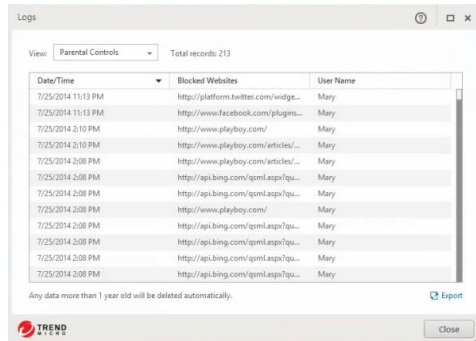 Logs
View: Parental Controls Total records: 213
Date/Time Blocked Websites User Name
7/25/2014 11:13 PM http://platform.twitter.com/widge... Mary
7/25/2014 11:13 PM http://www.facebook.com/plugins... Mary
7/25/2014 2:10 PM http://www.playboy.com/ Mary
7/25/2014 2:10 PM http://www.playboy.com/articles/... Mary
7/25/2014 2:08 PM http://www.playboy.com/articles/... Mary
7/25/2014 2:08 PM http://api.bing.com/qsml.aspx?qu... Mary
7/25/2014 2:08 PM http://api.bing.com/qsml.aspx?qu... Mary
7/25/2014 2:08 PM http://www.playboy.com/ Mary
7/25/2014 2:08 PM http://api.bing.com/qsml.aspx?qu... Mary
7/25/2014 2:08 PM http://api.bing.com/qsml.aspx?qu... Mary
7/25/2014 2:08 PM http://api.bing.com/qsml.aspx?qu... Mary
7/25/2014 2:08 PM http://api.bing.com/qsml.aspx?qu... Mary
Any data more than 1 year old will be deleted automatically. Export
TREND
MICRO
Close